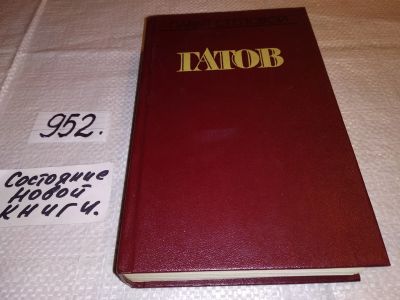 ГАТОВ
952.
Состояние
новой
книги.